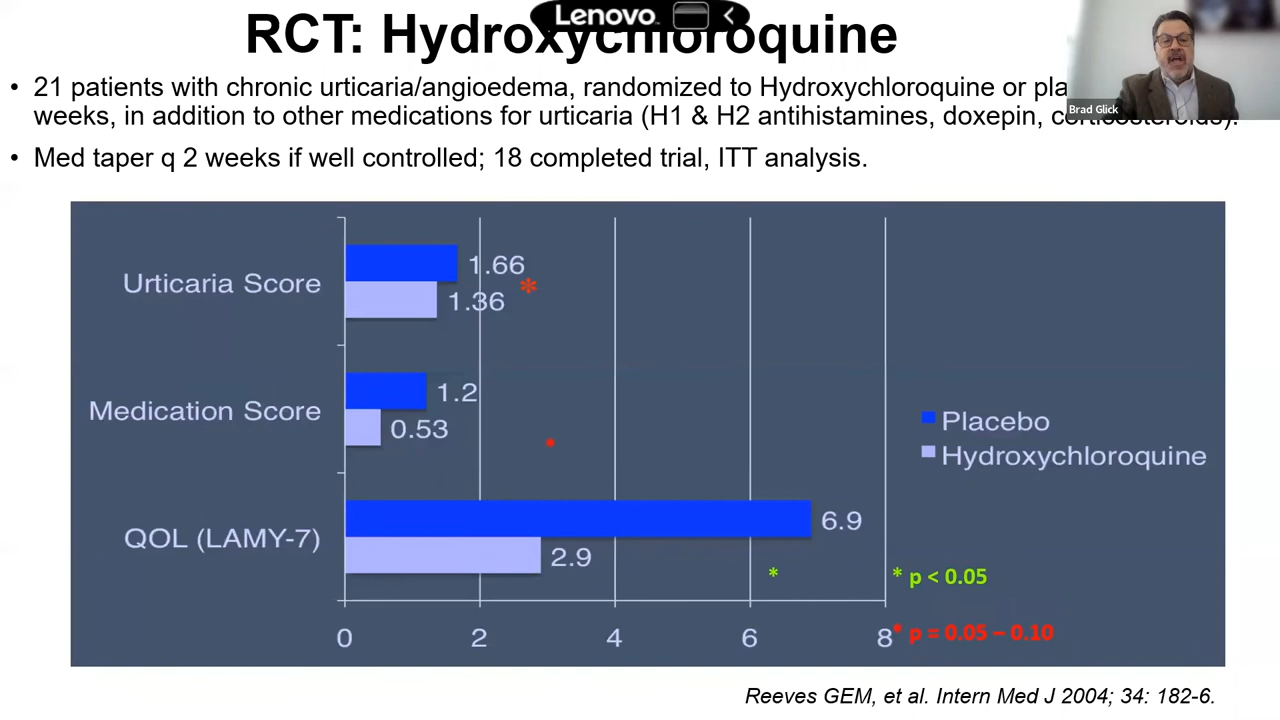 Lenovo
RCT: Hydroxychloroquine
• 21 patients with chronic urticaria/angioedema, randomized to Hydroxychloroquine or
weeks, in addition to other medications for urticaria (H1 & H2 antihistamines, doxepin, corticosteroids).
Brad Glick
• Med taper q 2 weeks if well controlled; 18 completed trial, ITT analysis.
Urticaria Score
1.66
1.36 *
Medication Score
1.2
0.53
*
Placebo
Hydroxychloroquine
QOL (LAMY-7)
6.9
2.9
*
* p < 0.05
0 2 4 6 8
* p = 0.05 – 0.10
Reeves GEM, et al. Intern Med J 2004; 34: 182-6.